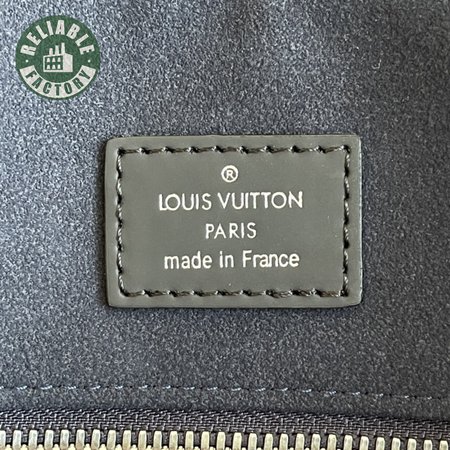 RELIABLE
FACTORY
®
LOUIS VUITTON
PARIS
made in France